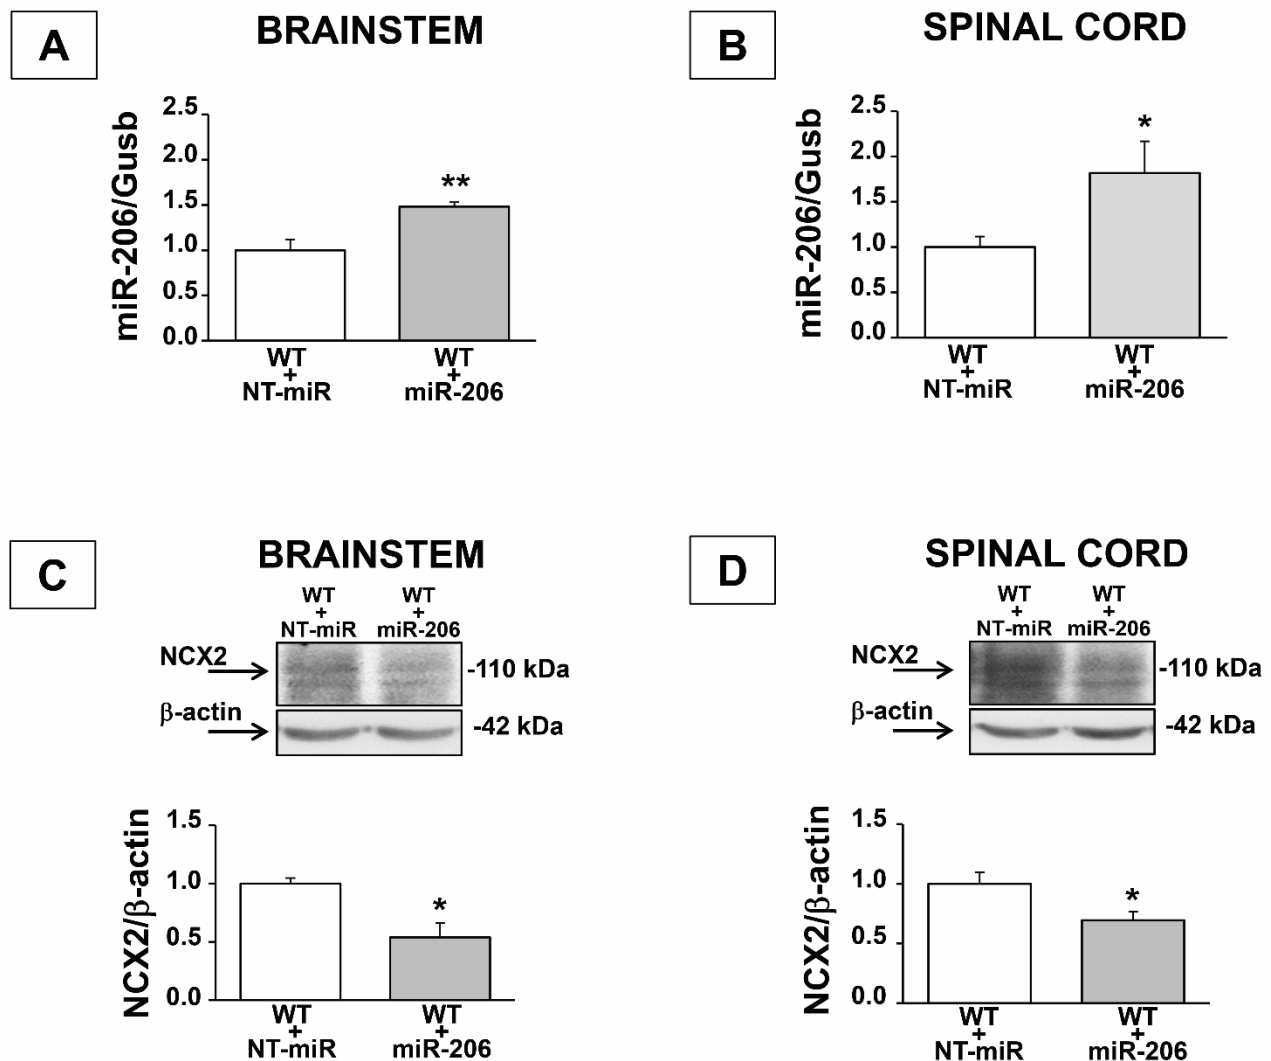 A
BRAINSTEM
miR-206/Gusb
2.5
2.0
1.5
1.0
0.5
0.0
**
WT
+
NT-miR
WT
+
miR-206
B
SPINAL CORD
miR-206/Gusb
2.5
2.0
1.5
1.0
0.5
0.0
*
WT
+
NT-miR
WT
+
miR-206
C
BRAINSTEM
WT
+
NT-miR
WT
+
miR-206
NCX2
-110 kDa
β-actin
-42 kDa
NCX2/β-actin
1.5
1.0
0.5
0.0
*
WT
+
NT-miR
WT
+
miR-206
D
SPINAL CORD
WT
+
NT-miR
WT
+
miR-206
NCX2
-110 kDa
β-actin
-42 kDa
NCX2/β-actin
1.5
1.0
0.5
0.0
*
WT
+
NT-miR
WT
+
miR-206